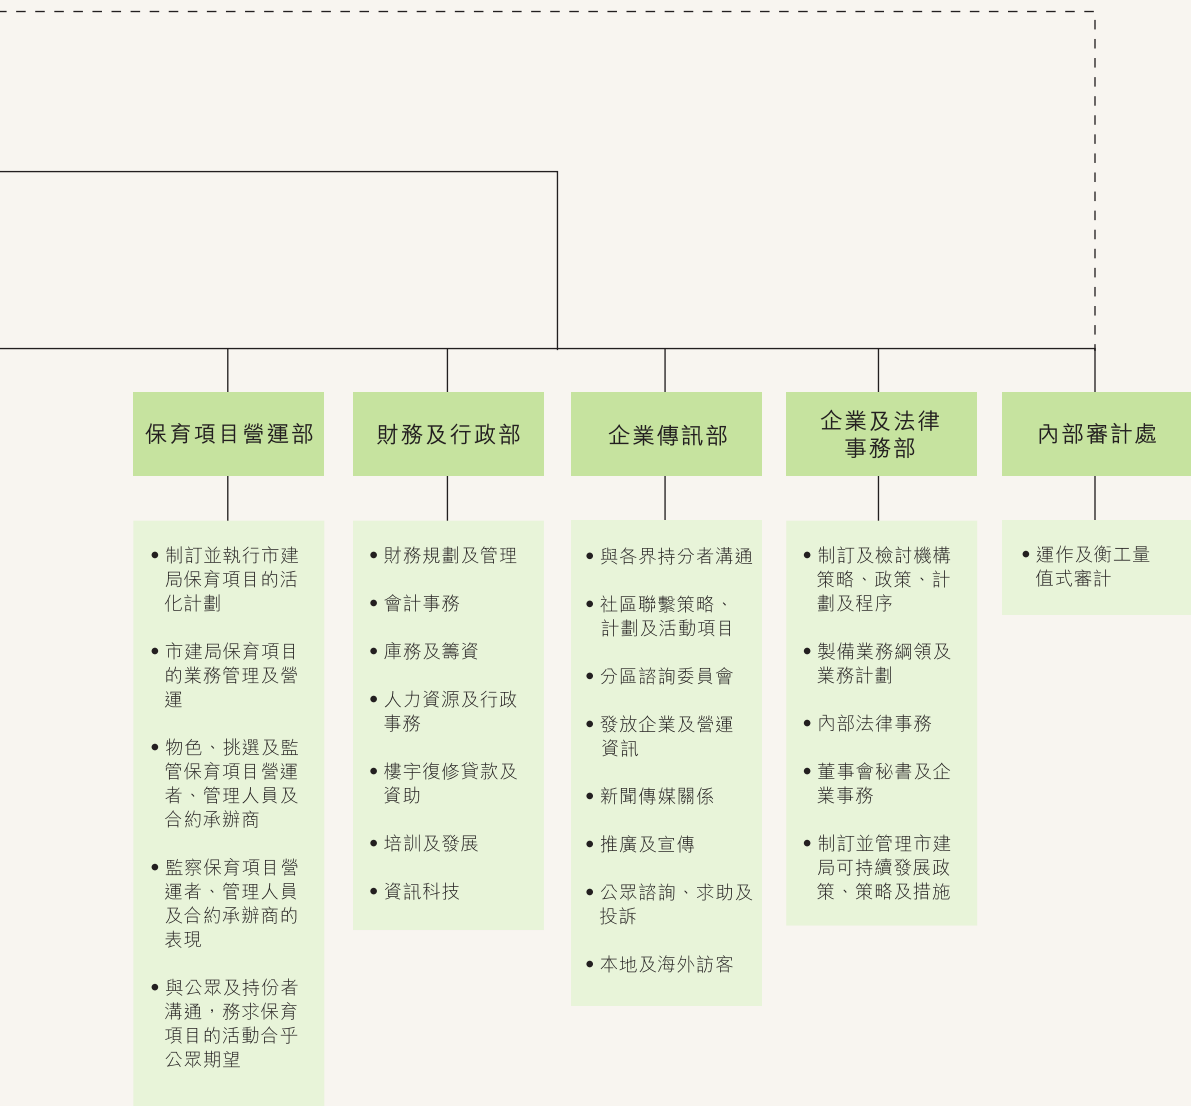 保育項目營運部
制訂並執行市建
局保育項目的活
化計劃
市建局保育項目
的業務管理及營
運
物色、挑選及監
管保育項目營運
者、管理人員及
合約承辦商
監察保育項目營
運者、管理人員
及合約承辦商的
表現
與公眾及持份者
溝通，務求保育
項目的活動合乎
公眾期望
財務及行政部
財務規劃及管理
會計事務
庫務及籌資
人力資源及行政
事務
樓宇復修貸款及
資助
培訓及發展
資訊科技
企業傳訊部
與各界持分者溝通
社區聯繫策略、
計劃及活動項目
分區諮詢委員會
發放企業及營運
資訊
新聞傳媒關係
推廣及宣傳
公眾諮詢、求助及
投訴
本地及海外訪客
企業及法律
事務部
制訂及檢討機構
策略、政策、計
劃及程序
製備業務綱領及
業務計劃
內部法律事務
董事會秘書及企
業事務
制訂並管理市建
局可持續發展政
策、策略及措施
內部審計處
運作及衡工量
值式審計